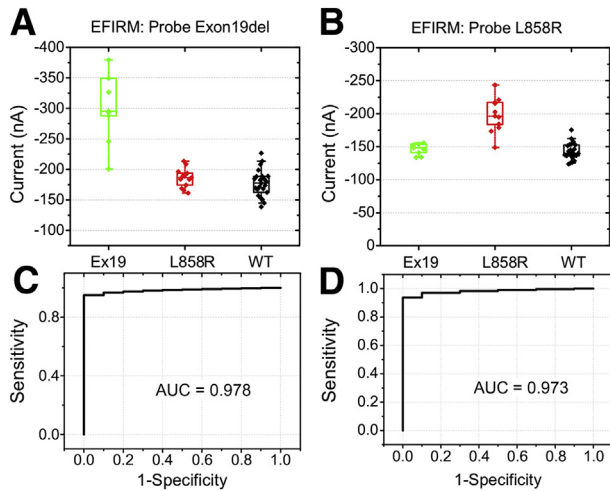 A
EFIRM: Probe Exon19del
Current (nA)
-400
-350
-300
-250
-200
-150
-100
Ex19 L858R WT
B
EFIRM: Probe L858R
Current (nA)
-300
-250
-200
-150
-100
-50
0
Ex19 L858R WT
C
Sensitivity
0.8
0.4
0.0
AUC = 0.978
0.0 0.2 0.4 0.6 0.8 1.0
1-Specificity
D
Sensitivity
1.0
0.8
0.6
0.4
0.2
0.0
AUC = 0.973
0.0 0.2 0.4 0.6 0.8 1.0
1-Specificity